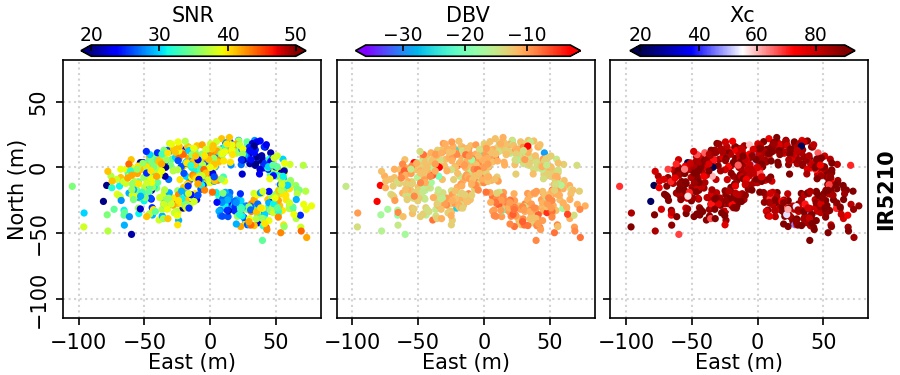 SNR DBV Xc
20 30 40 50 −30 −20 −10 20 40 60 80
50
0
−50
−100
North (m)
−100 −50 0 50 −100 −50 0 50 −100 −50 0 50
East (m) East (m) East (m)
IR5210